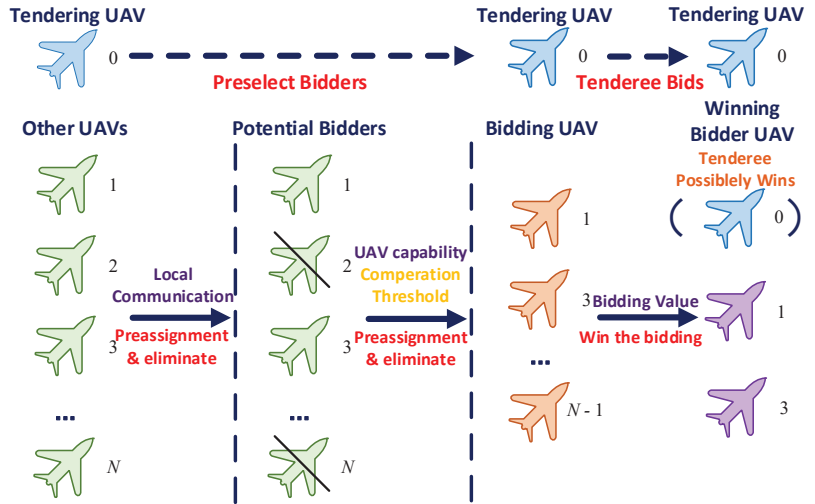 Tendering UAV
0
Preselect Bidders
Tendering UAV
0
Tenderee Bids
Tendering UAV
0
Other UAVs
1
2
3
...
N
Local
Communication
Preassignment
& eliminate
Potential Bidders
1
2
3
...
N
UAV capability
Comperation
Threshold
Preassignment
& eliminate
Bidding UAV
1
3
...
N - 1
Bidding Value
Win the bidding
Winning
Bidder UAV
Tenderee
Possiblely Wins
( 0 )
1
3